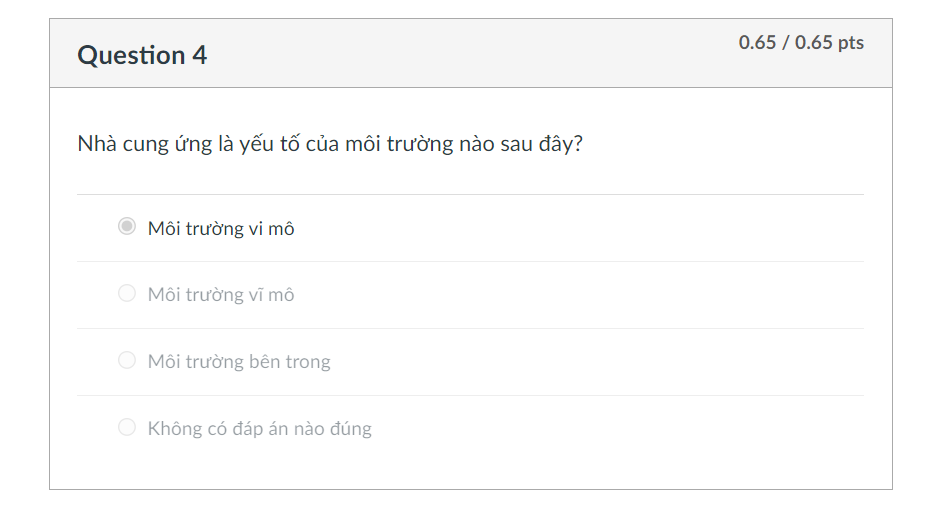 Question 4
0.65 / 0.65 pts
Nhà cung ứng là yếu tố của môi trường nào sau đây?
Môi trường vi mô
Môi trường vĩ mô
Môi trường bên trong
Không có đáp án nào đúng